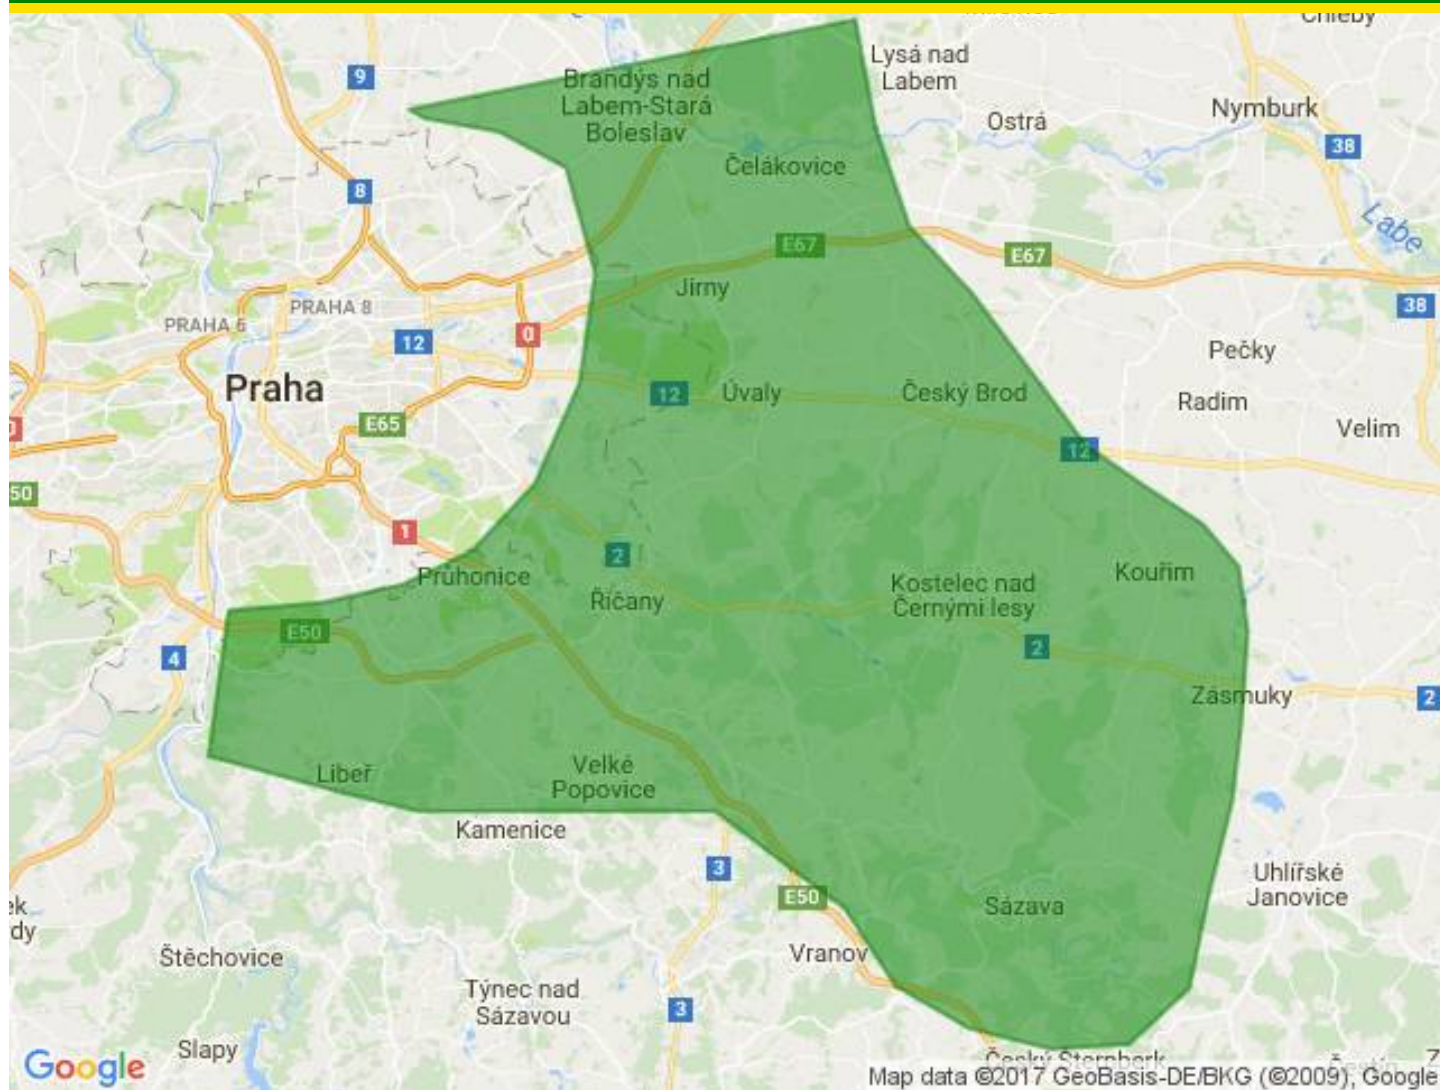 Chleby
9
Brandýs nad
Labem-Stará
Boleslav
Lysá nad
Labem
Nymburk
Ostrá
38
Čelákovice
8
Labe
E67
E67
Jirny
PRAHA 8
PRAHA 6
38
0
12
Pečky
Praha
12
Úvaly
Český Brod
Radim
E65
Velim
12
50
1
2
Průhonice
Kouřim
Kostelec nad
Černými lesy
Říčany
E50
2
4
Zásmuky
2
Libeř
Velké
Popovice
Kamenice
3
Uhlířské
Janovice
E50
Sázava
Vranov
Štěchovice
Týnec nad
Sázavou
3
Slapy
Český Šternberk
Google
Map data ©2017 GeoBasis-DE/BKG (©2009), Google